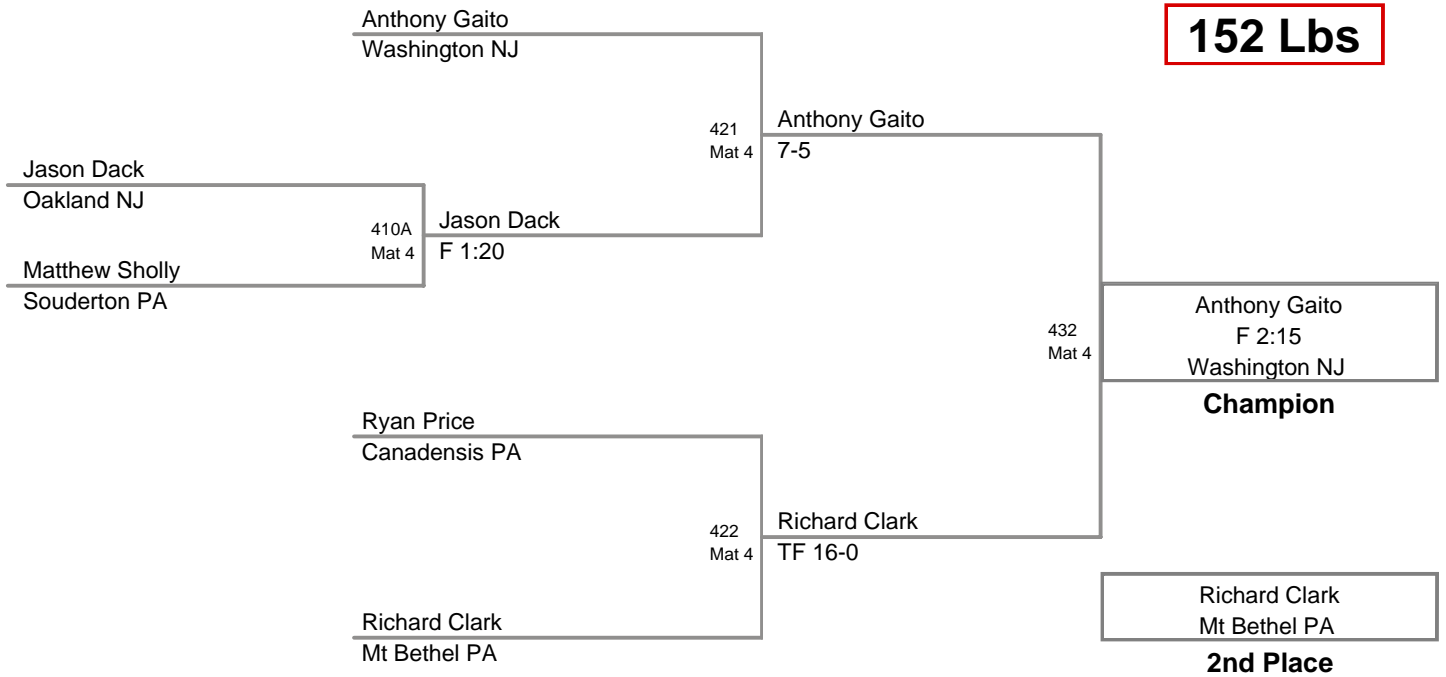 152 Lbs
Anthony Gaito
Washington NJ
421
Mat 4
Anthony Gaito
7-5
Jason Dack
Oakland NJ
410A
Mat 4
Jason Dack
F 1:20
Matthew Sholly
Souderton PA
432
Mat 4
Anthony Gaito
F 2:15
Washington NJ
Champion
Ryan Price
Canadensis PA
422
Mat 4
Richard Clark
TF 16-0
Richard Clark
Mt Bethel PA
Richard Clark
Mt Bethel PA
2nd Place